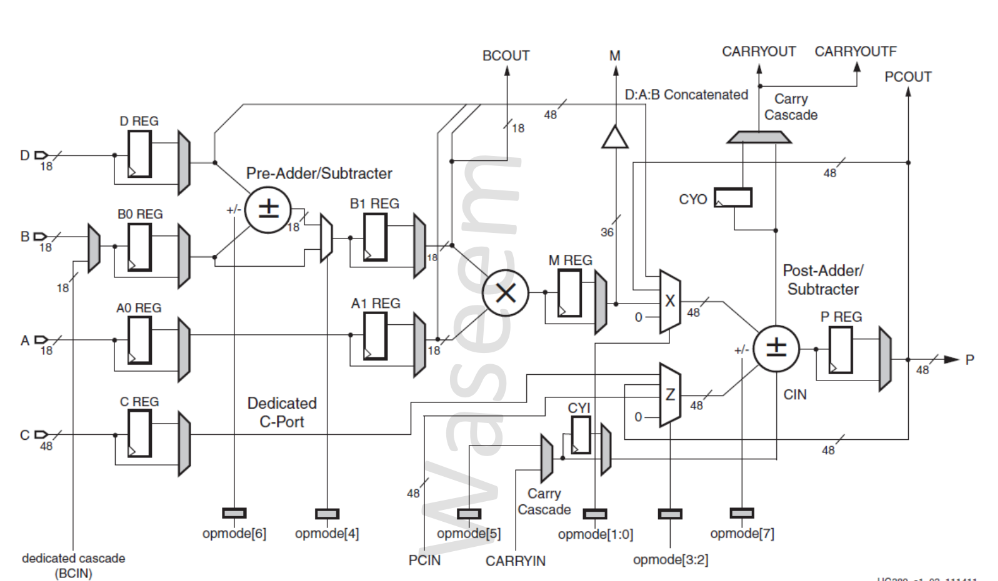 BCOUT
M
CARRYOUT
CARRYOUTF
PCOUT
D:A:B Concatenated
Carry
Cascade
48
18
48
D REG
D
18
Pre-Adder/Subtracter
+/-
±
18
B0 REG
B
18
18
B1 REG
18
CYO
36
M REG
×
X
0
48
Post-Adder/
Subtracter
A0 REG
A
18
A1 REG
18
+/-
±
P REG
48
P
CIN
Z
0
48
C REG
C
48
Dedicated
C-Port
CYI
48
48
Carry
Cascade
opmode[6]
opmode[4]
opmode[5]
opmode[1:0]
opmode[3:2]
opmode[7]
PCIN
CARRYIN
dedicated cascade
(BCIN)
Waseem